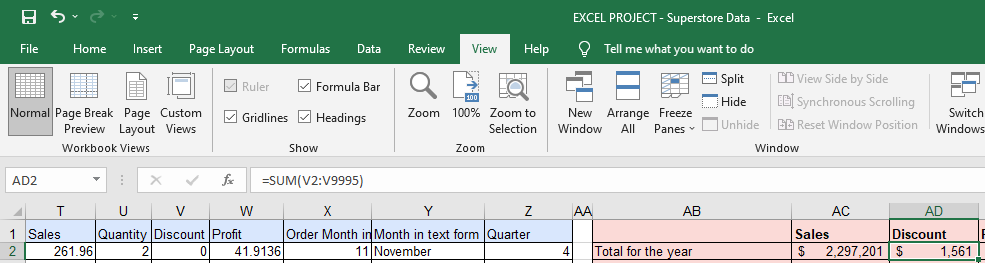 EXCEL PROJECT - Superstore Data - Excel
File Home Insert Page Layout Formulas Data Review View Help Tell me what you want to do
Normal Page Break Preview Page Layout Custom Views
Workbook Views
Ruler Formula Bar
Gridlines Headings
Show
Zoom 100% Zoom to Selection
100
Zoom
New Window Arrange All Freeze Panes
Split
Hide
Unhide
View Side by Side
Synchronous Scrolling
Reset Window Position
Switch Windows
Window
AD2 fx =SUM(V2:V9995)
T U V W X Y Z AA AB AC AD
1 Sales Quantity Discount Profit Order Month in Month in text form Quarter Sales Discount
2 261.96 2 0 41.9136 11 November 4 Total for the year $ 2,297,201 $ 1,561